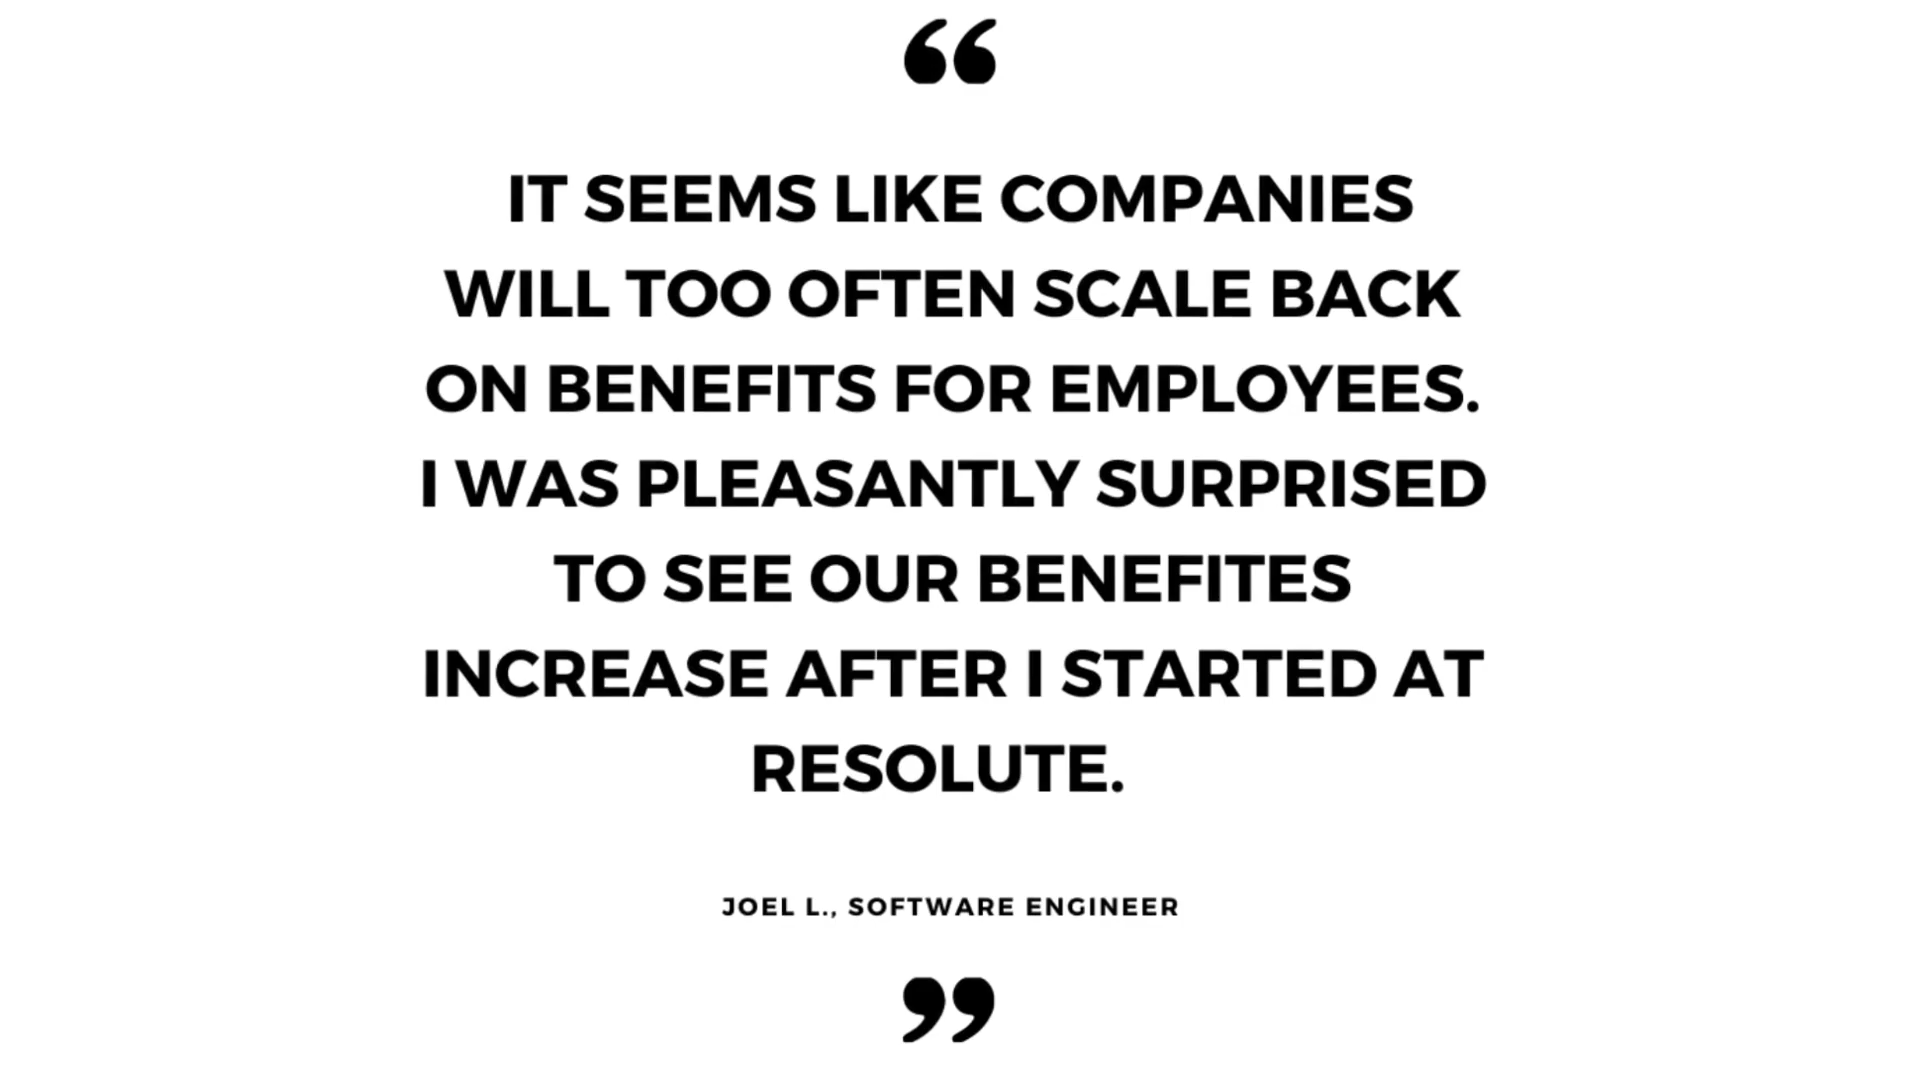 “
IT SEEMS LIKE COMPANIES
WILL TOO OFTEN SCALE BACK
ON BENEFITS FOR EMPLOYEES.
I WAS PLEASANTLY SURPRISED
TO SEE OUR BENEFITES
INCREASE AFTER I STARTED AT
RESOLUTE.
JOEL L., SOFTWARE ENGINEER
”